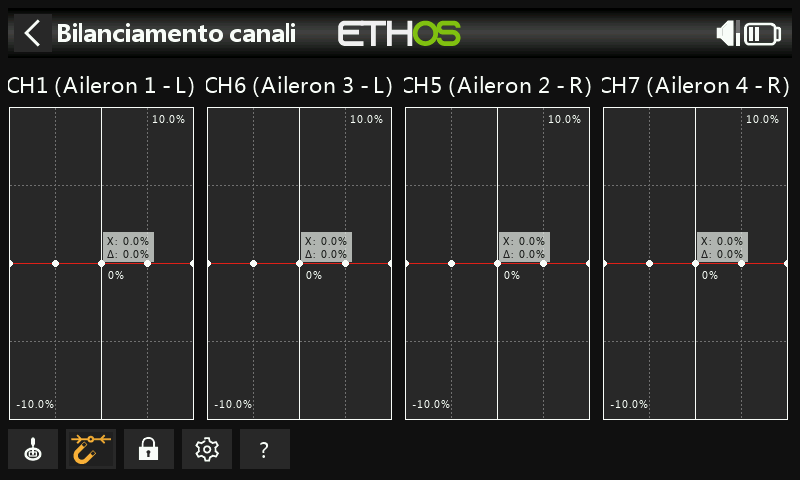 Bilanciamento canali
ETHOS
CH1 (Aileron 1 - L)
CH6 (Aileron 3 - L)
CH5 (Aileron 2 - R)
CH7 (Aileron 4 - R)
10.0%
10.0%
10.0%
10.0%
X: 0.0%
Δ: 0.0%
X: 0.0%
Δ: 0.0%
X: 0.0%
Δ: 0.0%
X: 0.0%
Δ: 0.0%
0%
0%
0%
0%
-10.0%
-10.0%
-10.0%
-10.0%
?